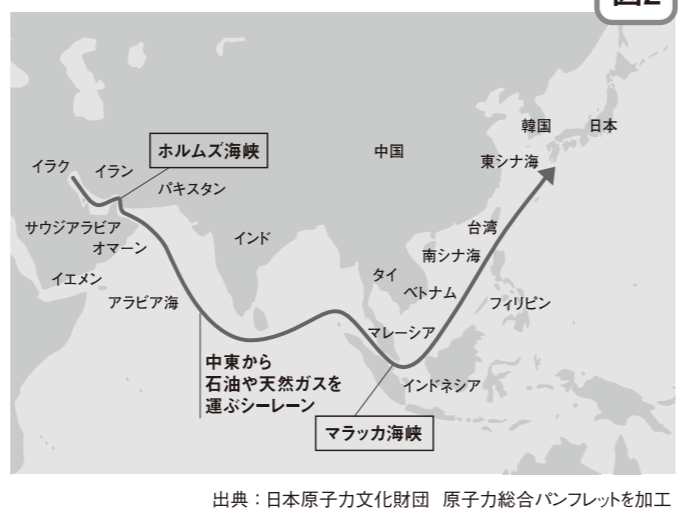 図2
韓国
日本
ホルムズ海峡
中国
東シナ海
イラク
イラン
パキスタン
サウジアラビア
オマーン
インド
台湾
南シナ海
タイ
イエメン
ベトナム
アラビア海
フィリピン
マレーシア
中東から
石油や天然ガスを
運ぶシーレーン
インドネシア
マラッカ海峡
出典：日本原子力文化財団 原子力総合パンフレットを加工